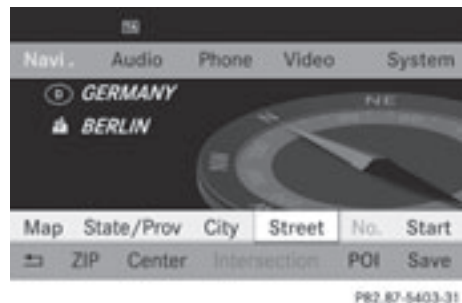 Navi. Audio Phone Video System
D GERMANY
BERLIN
NE
Map State/Prov City Street No. Start
ZIP Center Intersection POI Save
P82.87-5403-31